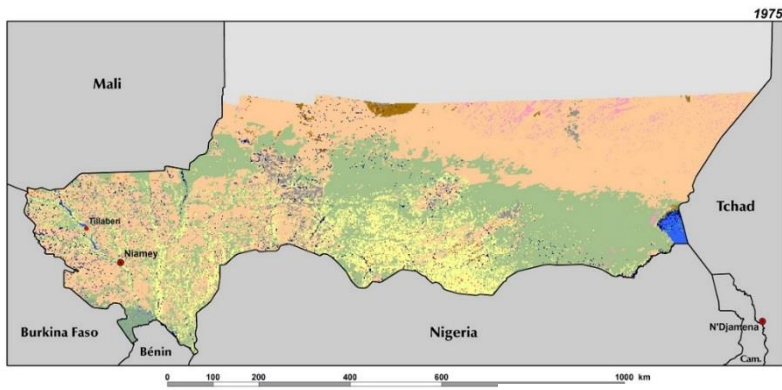 1975
Mali
Tillaberi
Niamey
Tchad
Burkina Faso
Bénin
Nigeria
N'Djamena
Cam.
0 100 200 400 600 1000 km